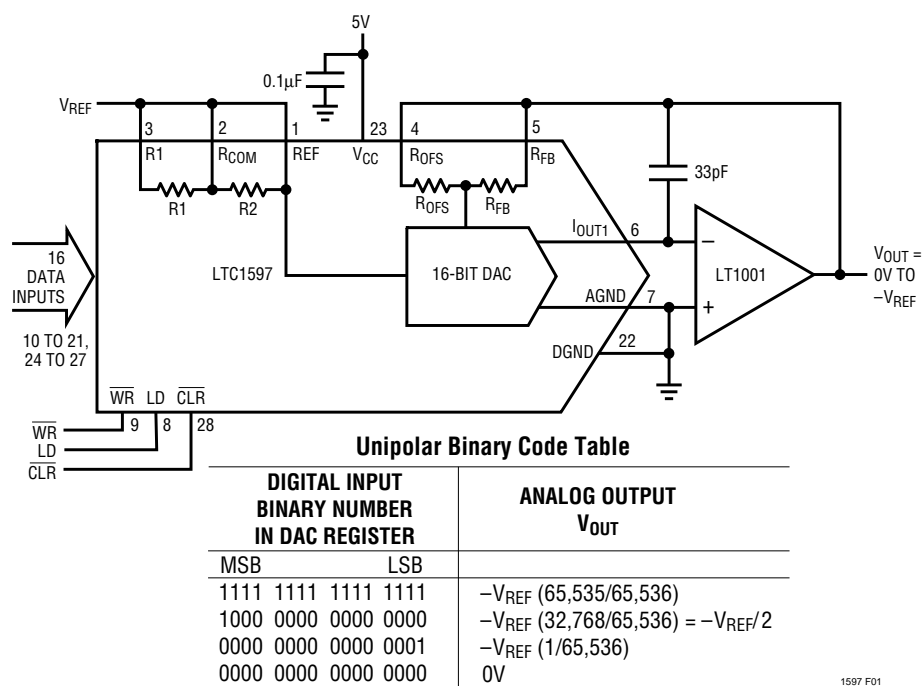 5V
0.1µF
VREF
3 2 1 23 4 5
R1 RCOM REF VCC ROFS RFB
33pF
R1 R2 ROFS RFB
IOUT1 6
16
DATA
INPUTS
LTC1597 16-BIT DAC
– LT1001
+
VOUT =
0V TO
–VREF
AGND 7
10 TO 21,
24 TO 27
DGND 22
WR LD CLR
9 8 28
WR
LD
CLR
Unipolar Binary Code Table
DIGITAL INPUT
BINARY NUMBER
IN DAC REGISTER
ANALOG OUTPUT
VOUT
MSB LSB
1111 1111 1111 1111 –VREF (65,535/65,536)
1000 0000 0000 0000 –VREF (32,768/65,536) = –VREF/2
0000 0000 0000 0001 –VREF (1/65,536)
0000 0000 0000 0000 0V
1597 F01